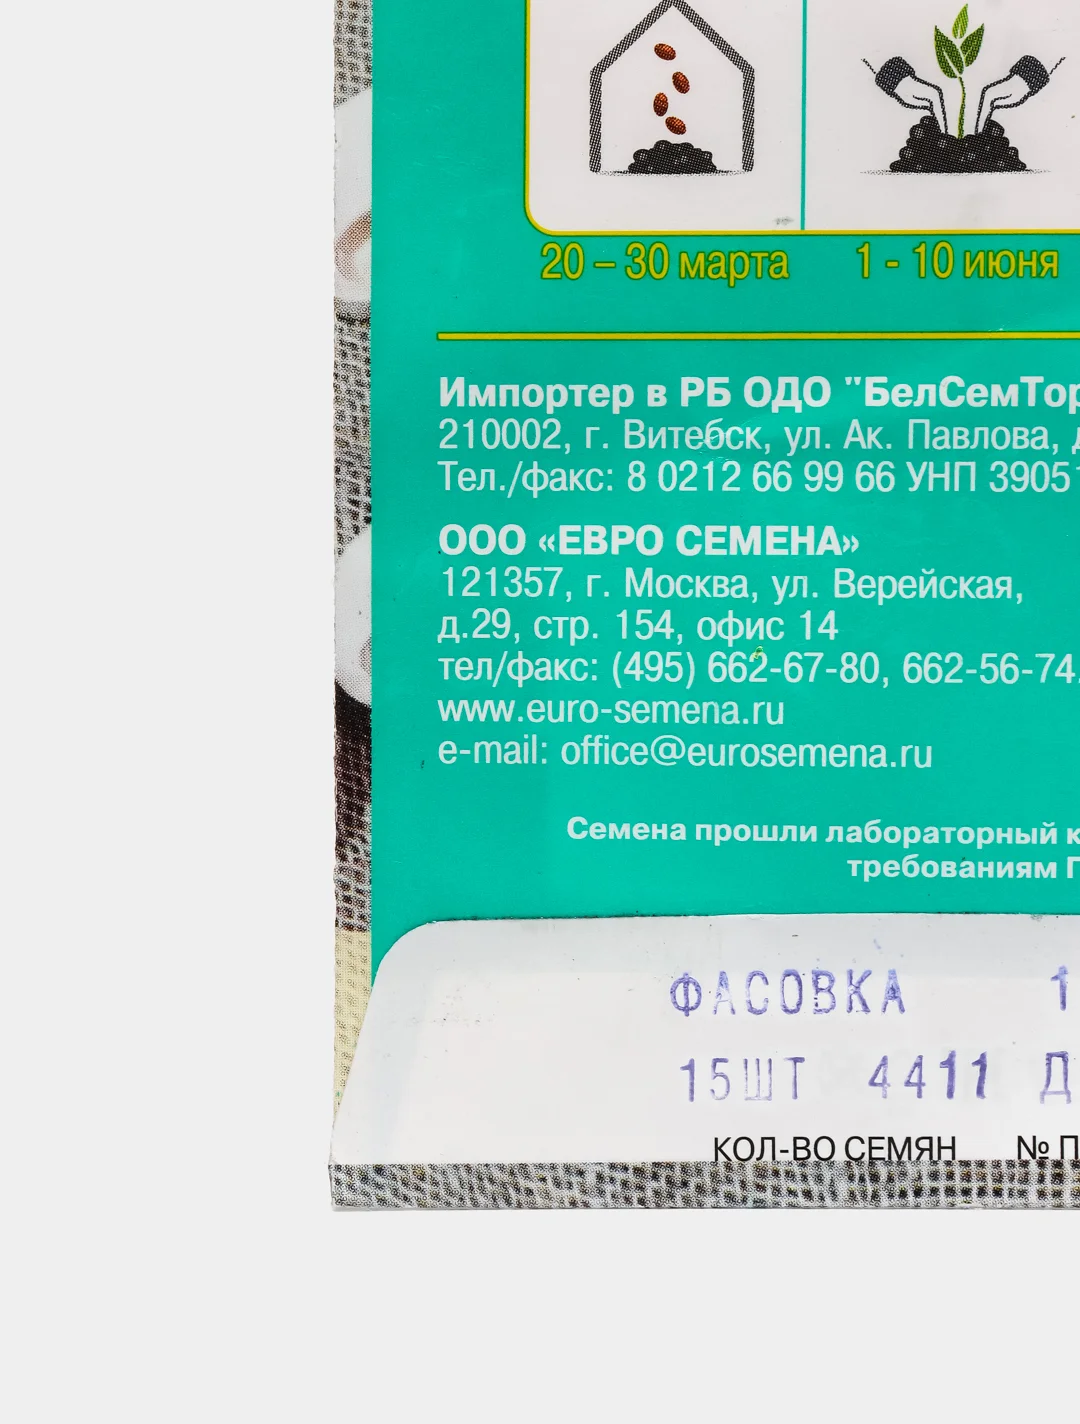 20 – 30 марта 1 - 10 июня
Импортер в РБ ОДО "БелСемТор
210002, г. Витебск, ул. Ак. Павлова,
Тел./факс: 8 0212 66 99 66 УНП 3905
ООО «ЕВРО СЕМЕНА»
121357, г. Москва, ул. Верейская,
д.29, стр. 154, офис 14
тел/факс: (495) 662-67-80, 662-56-74
www.euro-semena.ru
e-mail: office@eurosemena.ru
Семена прошли лабораторный к
требованиям Г
ФАСОВКА 1
15ШТ 4411 Д
КОЛ-ВО СЕМЯН № П